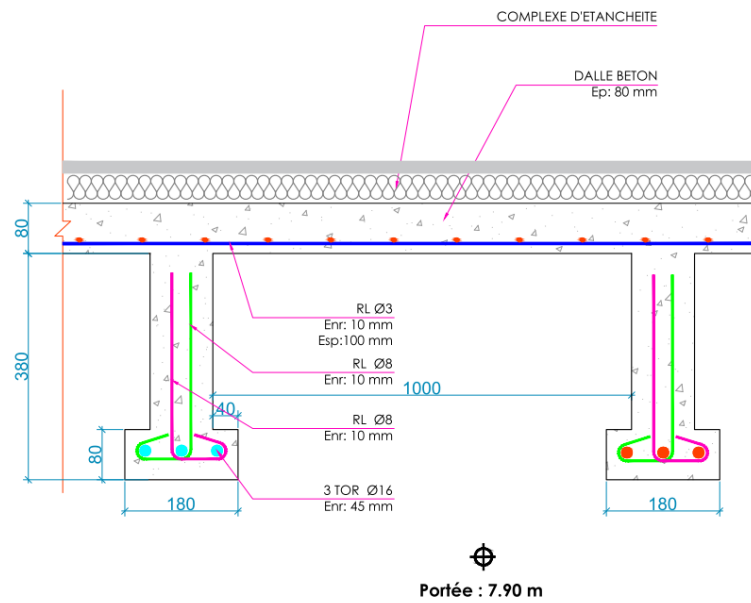 COMPLEXE D'ETANCHEITE
DALLE BETON
Ep: 80 mm
80
RL Ø3
Enr: 10 mm
Esp:100 mm
380
RL Ø8
Enr: 10 mm
1000
40
RL Ø8
Enr: 10 mm
80
3 TOR Ø16
Enr: 45 mm
180
180
Portée : 7.90 m